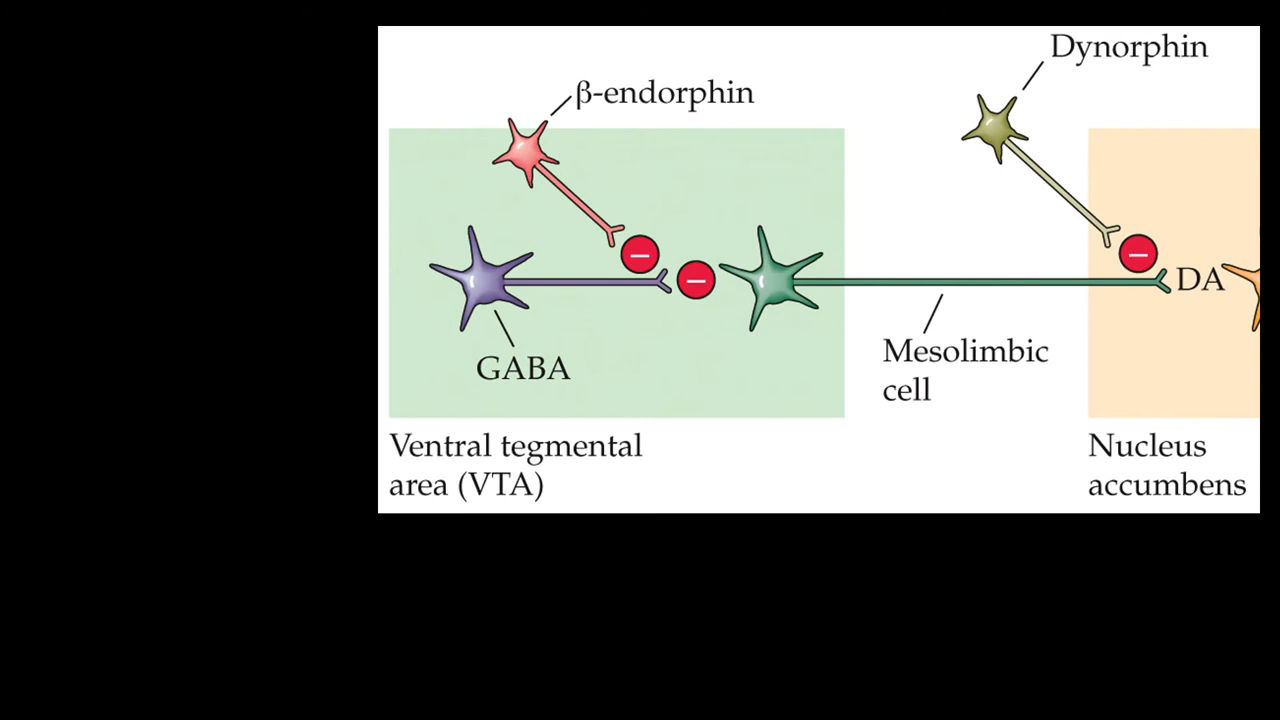 Dynorphin
β-endorphin
DA
GABA
Mesolimbic
cell
Ventral tegmental
area (VTA)
Nucleus
accumbens